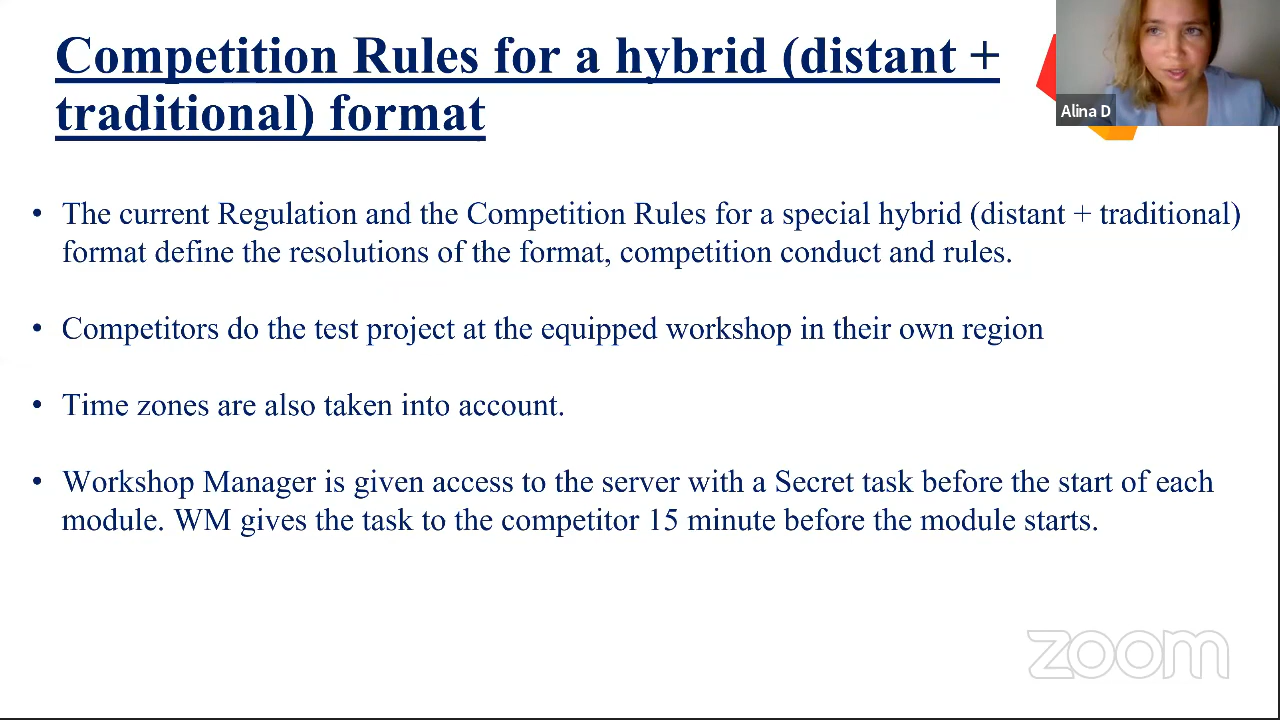 Competition Rules for a hybrid (distant +
traditional) format
Alina D
• The current Regulation and the Competition Rules for a special hybrid (distant + traditional)
format define the resolutions of the format, competition conduct and rules.
• Competitors do the test project at the equipped workshop in their own region
• Time zones are also taken into account.
• Workshop Manager is given access to the server with a Secret task before the start of each
module. WM gives the task to the competitor 15 minute before the module starts.
zoom